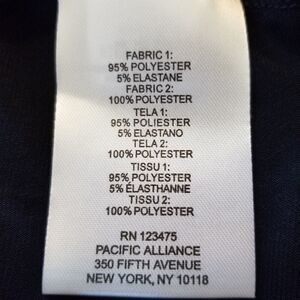 FABRIC 1:
95% POLYESTER
5% ELASTANE
FABRIC 2:
100% POLYESTER
TELA 1:
95% POLIESTER
5% ELASTANO
TELA 2:
100% POLYESTER
TISSU 1:
95% POLYESTER
5% ÉLASTHANNE
TISSU 2:
100% POLYESTER
RN 123475
PACIFIC ALLIANCE
350 FIFTH AVENUE
NEW YORK, NY 10118